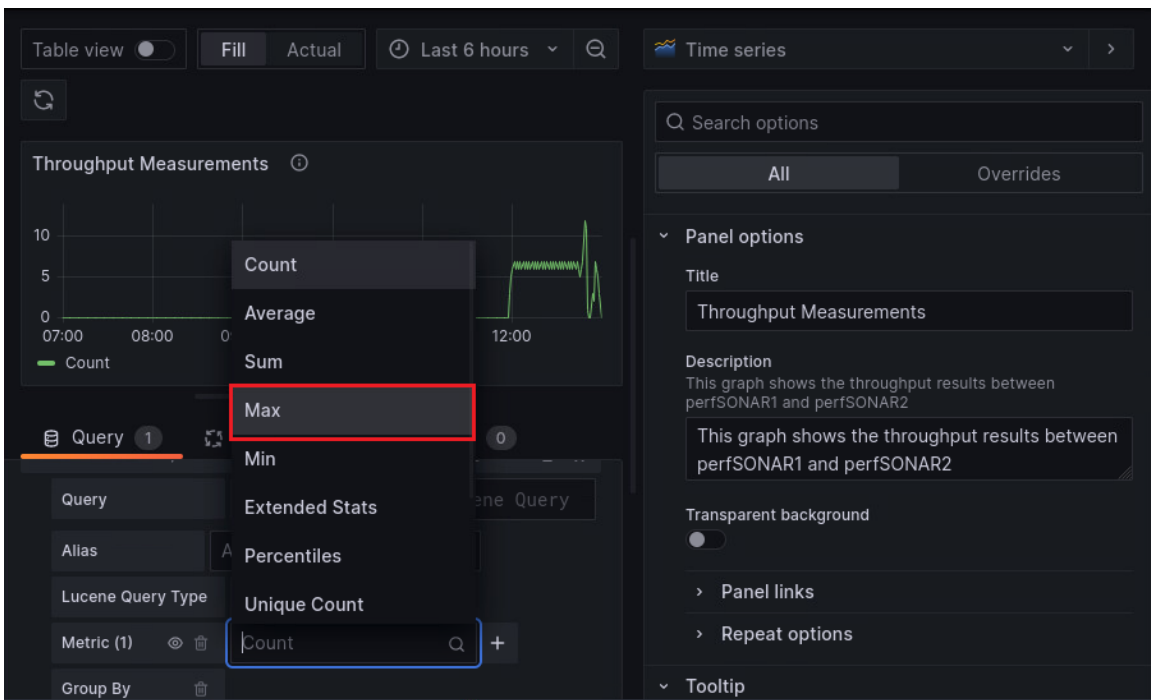 Table view
Fill
Actual
Last 6 hours
Time series
Search options
All
Overrides
Throughput Measurements
10
5
0
07:00
08:00
12:00
Count
Count
Average
Sum
Max
Min
Extended Stats
Percentiles
Unique Count
Query 1
0
Query
ene Query
Alias
A
Lucene Query Type
Metric (1)
Count
Group By
Panel options
Title
Throughput Measurements
Description
This graph shows the throughput results between
perfSONAR1 and perfSONAR2
This graph shows the throughput results between
perfSONAR1 and perfSONAR2
Transparent background
Panel links
Repeat options
Tooltip